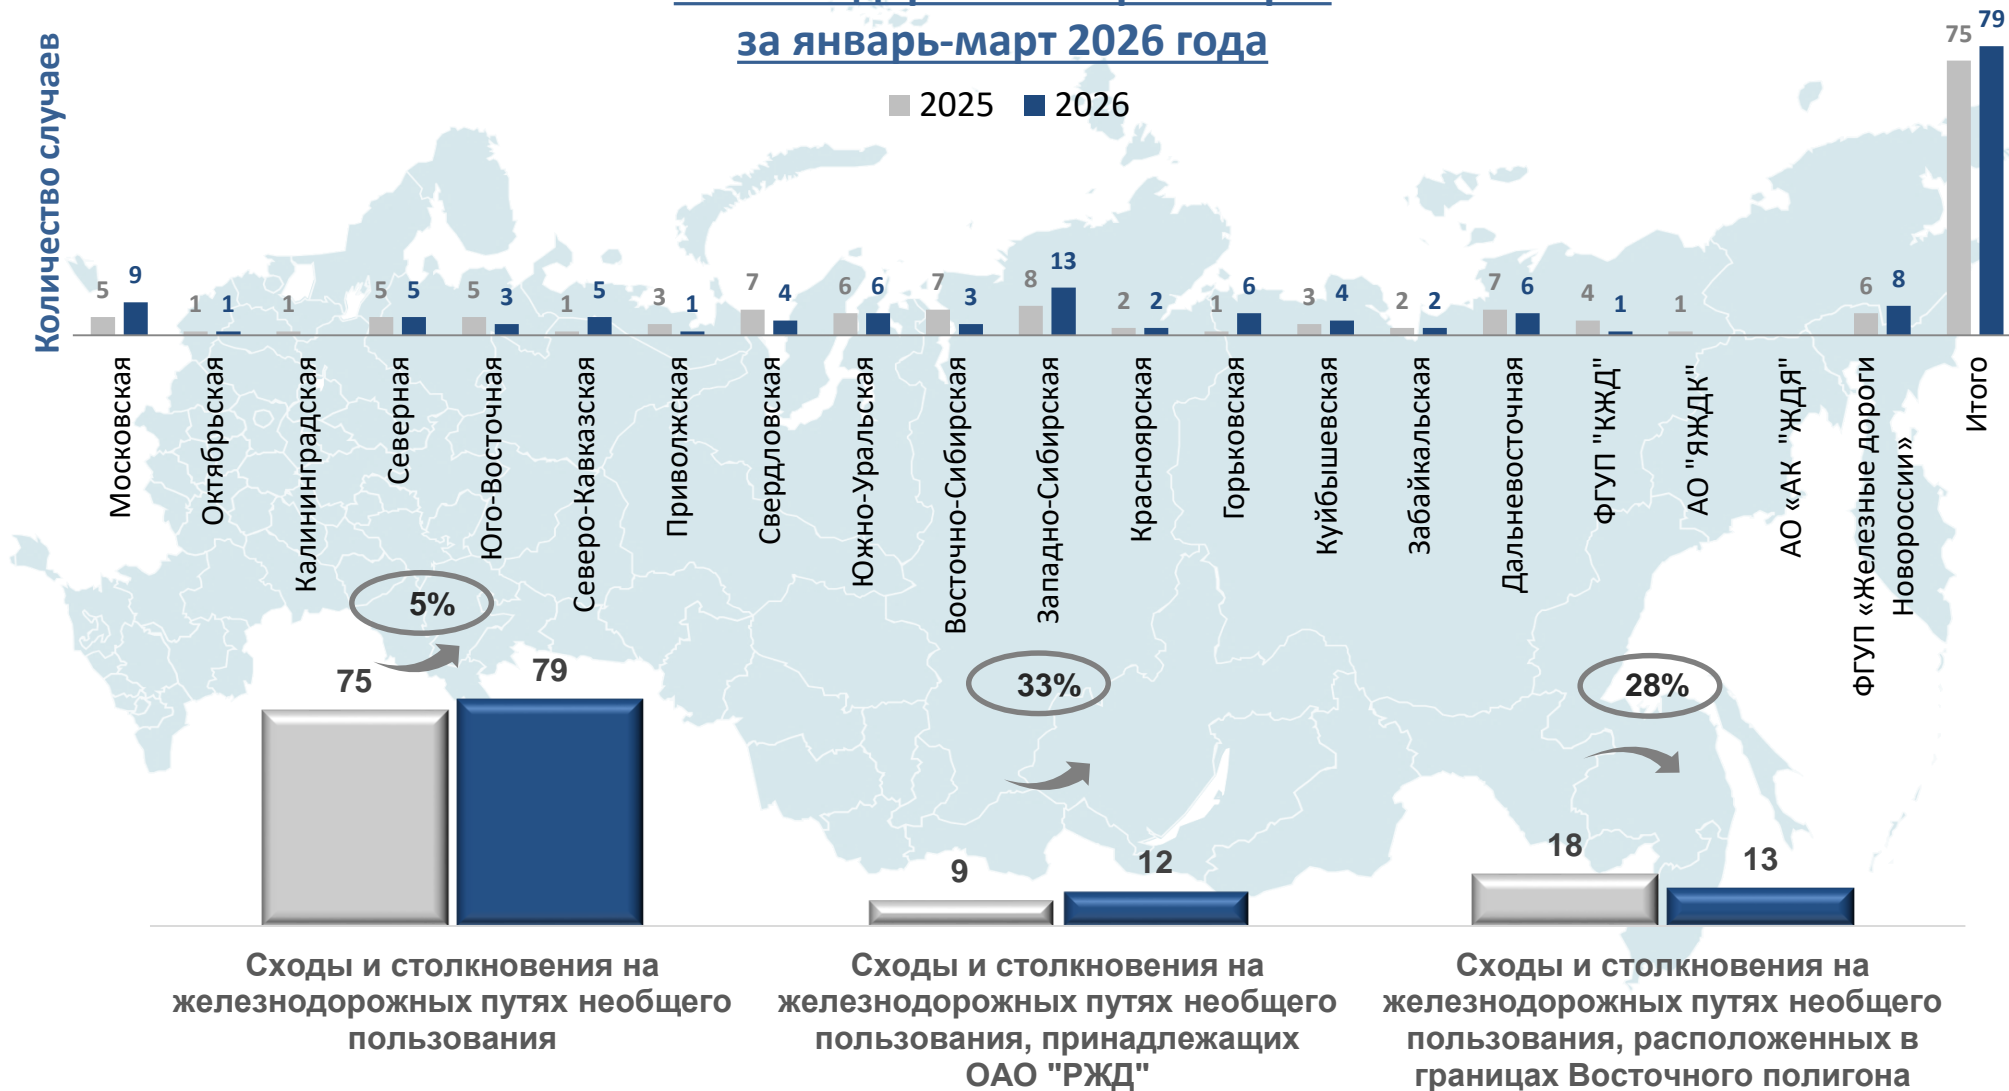 за январь-март 2026 года
2025 2026
Количество случаев
5 9 1 1 1 5 5 5 3 1 5 3 1 7 4 6 6 7 3 8 13 2 2 1 6 3 4 2 2 7 6 4 1 1 6 8 75 79
Московская
Октябрьская
Калининградская
Северная
Юго-Восточная
Северо-Кавказская
Приволжская
Свердловская
Южно-Уральская
Восточно-Сибирская
Западно-Сибирская
Красноярская
Горьковская
Куйбышевская
Забайкальская
Дальневосточная
ФГУП "КЖД"
АО "ЯЖДК"
АО «АК "ЖДЯ"
ФГУП «Железные дороги
Новороссии»
Итого
5%
75 79
33%
9 12
28%
18 13
Сходы и столкновения на
железнодорожных путях необщего
пользования
Сходы и столкновения на
железнодорожных путях необщего
пользования, принадлежащих
ОАО "РЖД"
Сходы и столкновения на
железнодорожных путях необщего
пользования, расположенных в
границах Восточного полигона